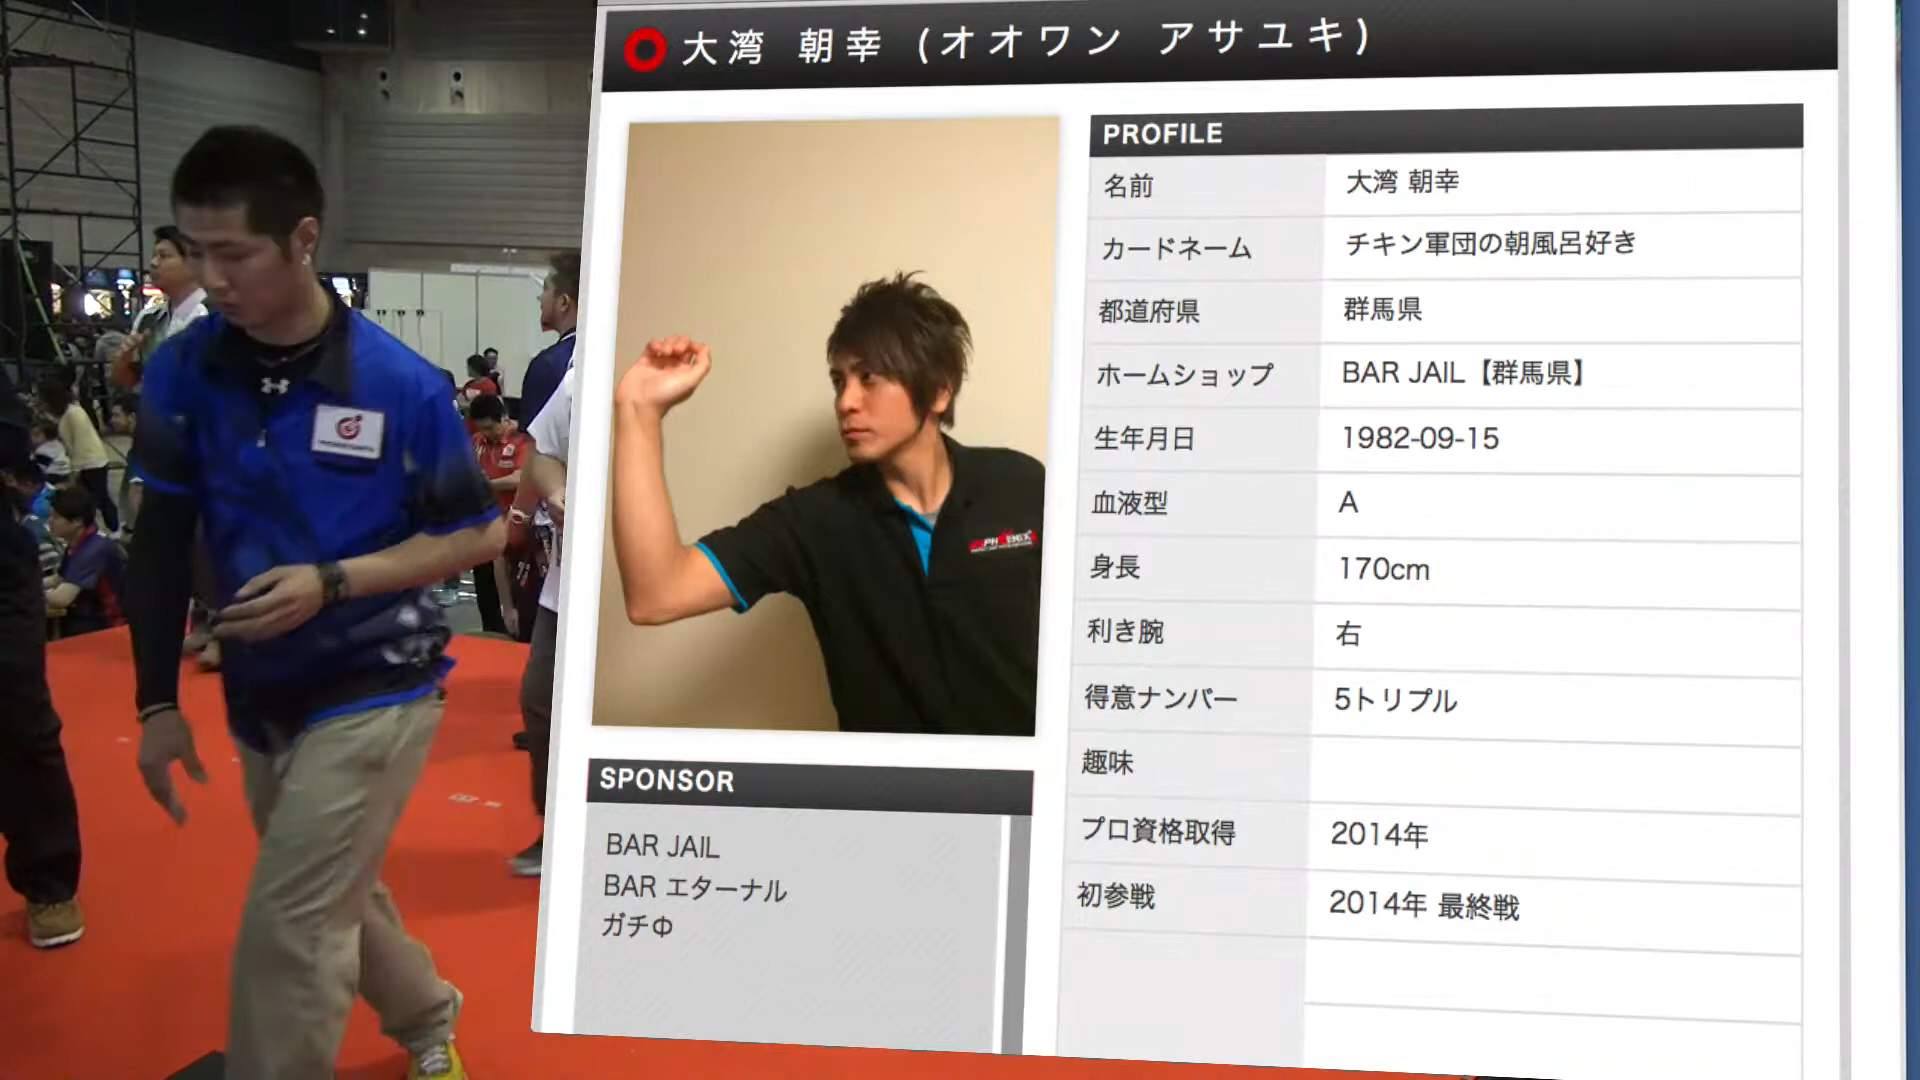 大湾 朝幸 (オオワン アサユキ)
PROFILE
名前 大湾 朝幸
カードネーム チキン軍団の朝風呂好き
都道府県 群馬県
ホームショップ BAR JAIL【群馬県】
生年月日 1982-09-15
血液型 A
身長 170cm
利き腕 右
得意ナンバー 5トリプル
趣味
プロ資格取得 2014年
初参戦 2014年 最終戦
PHOENIX
SPONSOR
BAR JAIL
BAR エターナル
ガチΦ